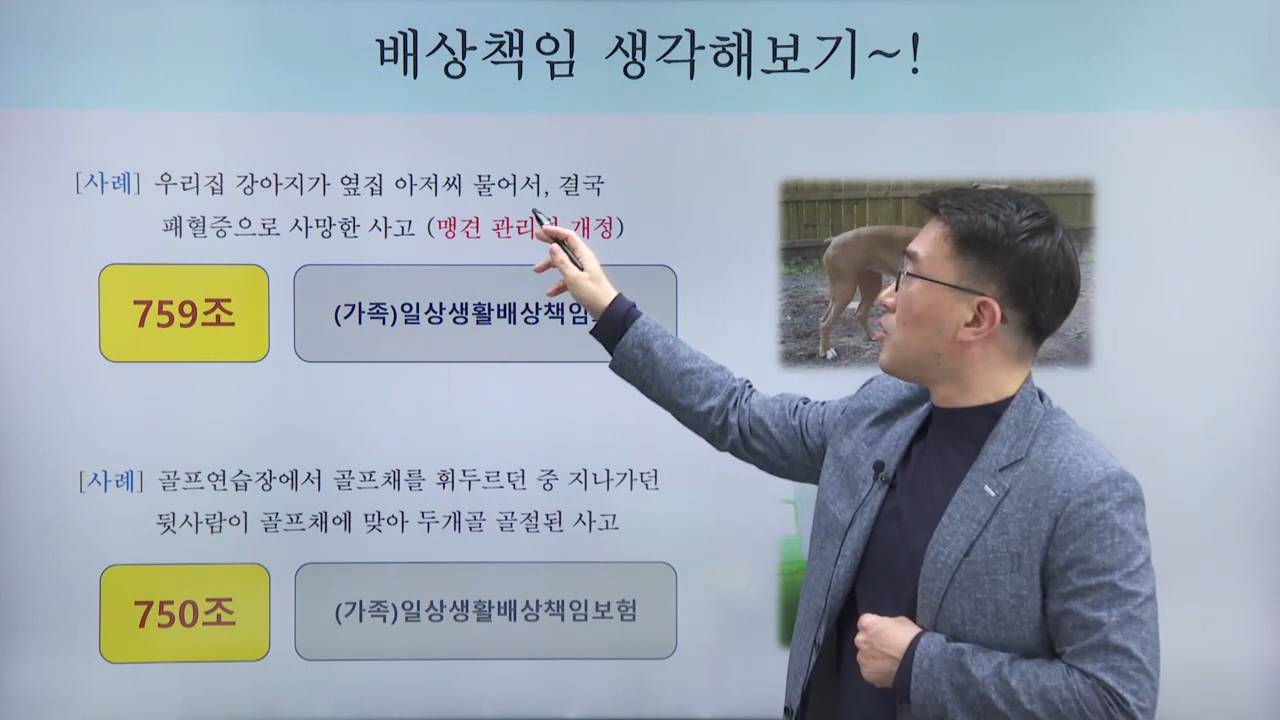 배상책임 생각해보기~!
[사례] 우리집 강아지가 옆집 아저씨 물어서, 결국
패혈증으로 사망한 사고 (맹견 관리 개정)
759조
(가족)일상생활배상책임
[사례] 골프연습장에서 골프채를 휘두르던 중 지나가던
뒷사람이 골프채에 맞아 두개골 골절된 사고
750조
(가족)일상생활배상책임보험